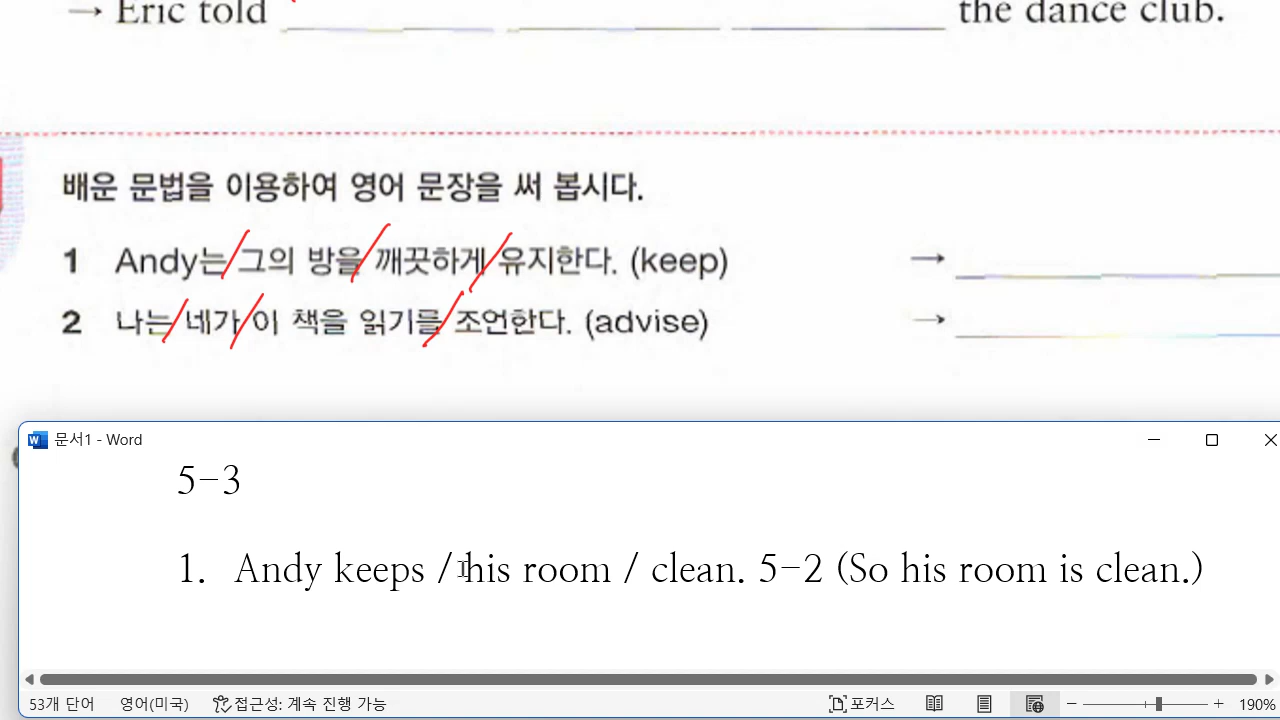 → Eric told ______ ______ ______ the dance club.
배운 문법을 이용하여 영어 문장을 써 봅시다.
1 Andy는 그의 방을 깨끗하게 유지한다. (keep) →
2 나는 네가 이 책을 읽기를 조언한다. (advise) →
문서1 - Word
5-3
1. Andy keeps / his room / clean. 5-2 (So his room is clean.)
53개 단어 영어(미국) 접근성: 계속 진행 가능 포커스 190%